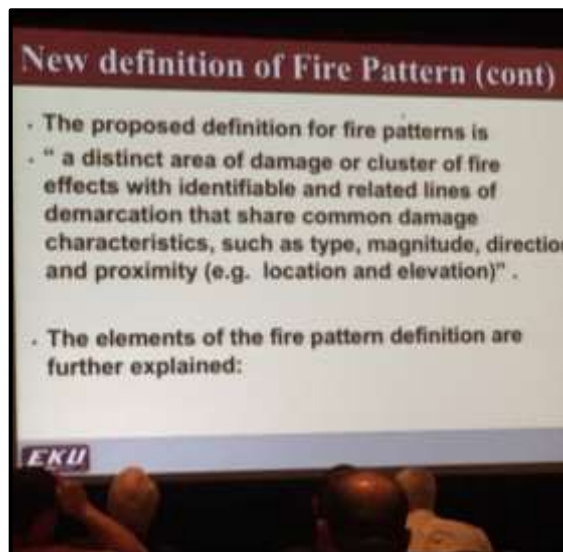 New definition of Fire Pattern (cont)
. The proposed definition for fire patterns is
. " a distinct area of damage or cluster of fire
effects with identifiable and related lines of
demarcation that share common damage
characteristics, such as type, magnitude, direction
and proximity (e.g. location and elevation)" .
. The elements of the fire pattern definition are
further explained:
EKU